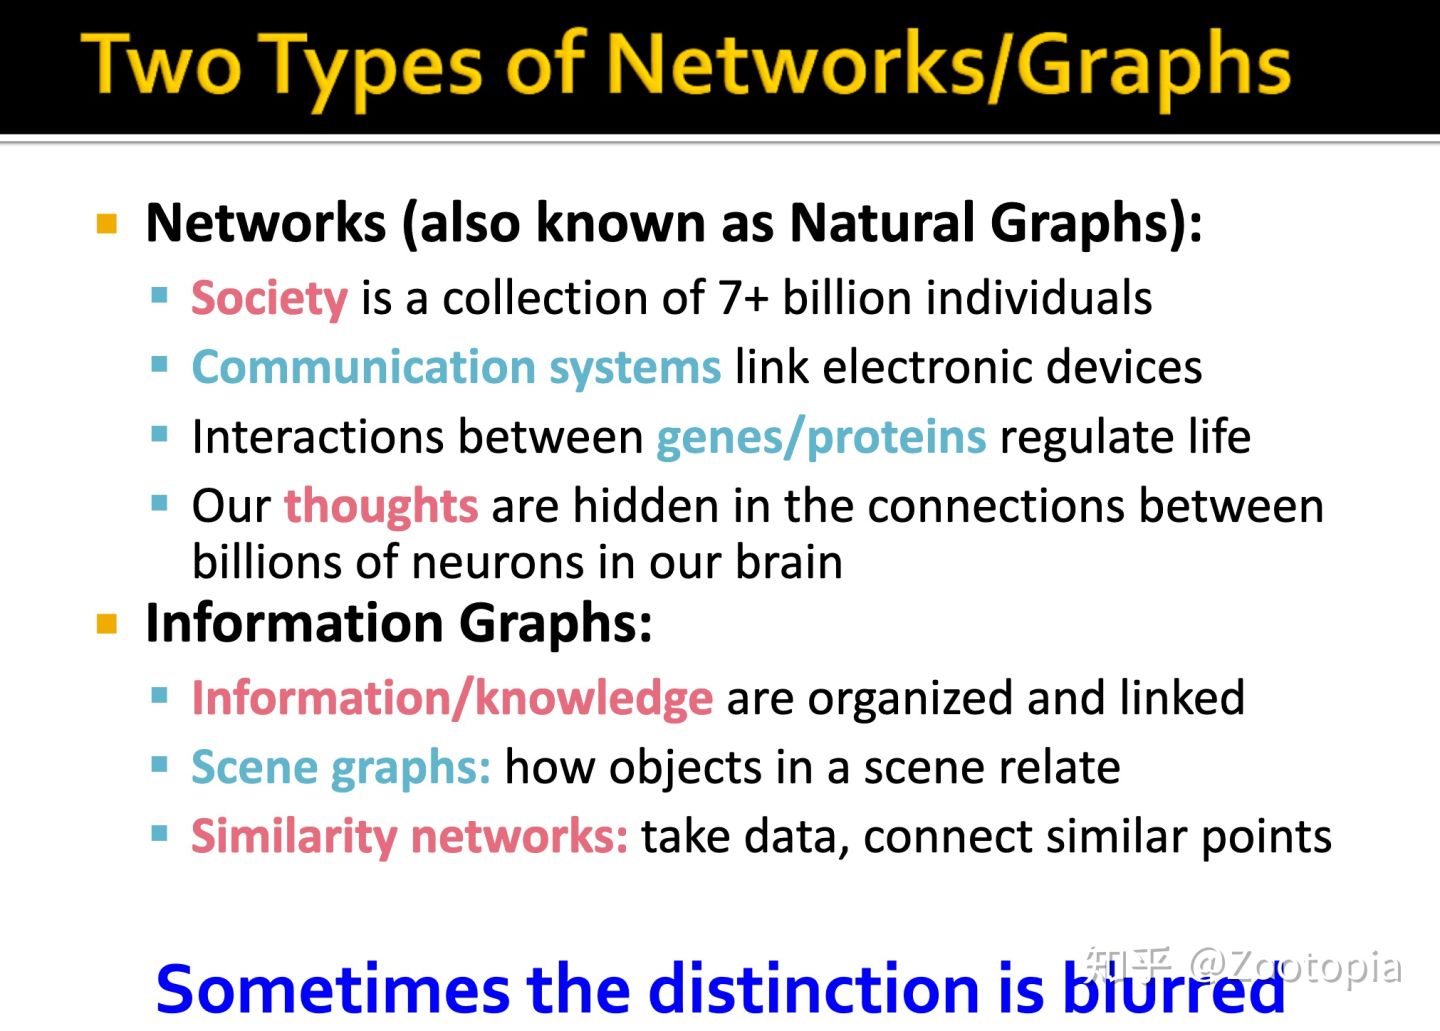 Two Types of Networks/Graphs
Networks (also known as Natural Graphs):
Society is a collection of 7+ billion individuals
Communication systems link electronic devices
Interactions between genes/proteins regulate life
Our thoughts are hidden in the connections between
billions of neurons in our brain
Information Graphs:
Information/knowledge are organized and linked
Scene graphs: how objects in a scene relate
Similarity networks: take data, connect similar points
知乎 @Zootopia
Sometimes the distinction is blurred